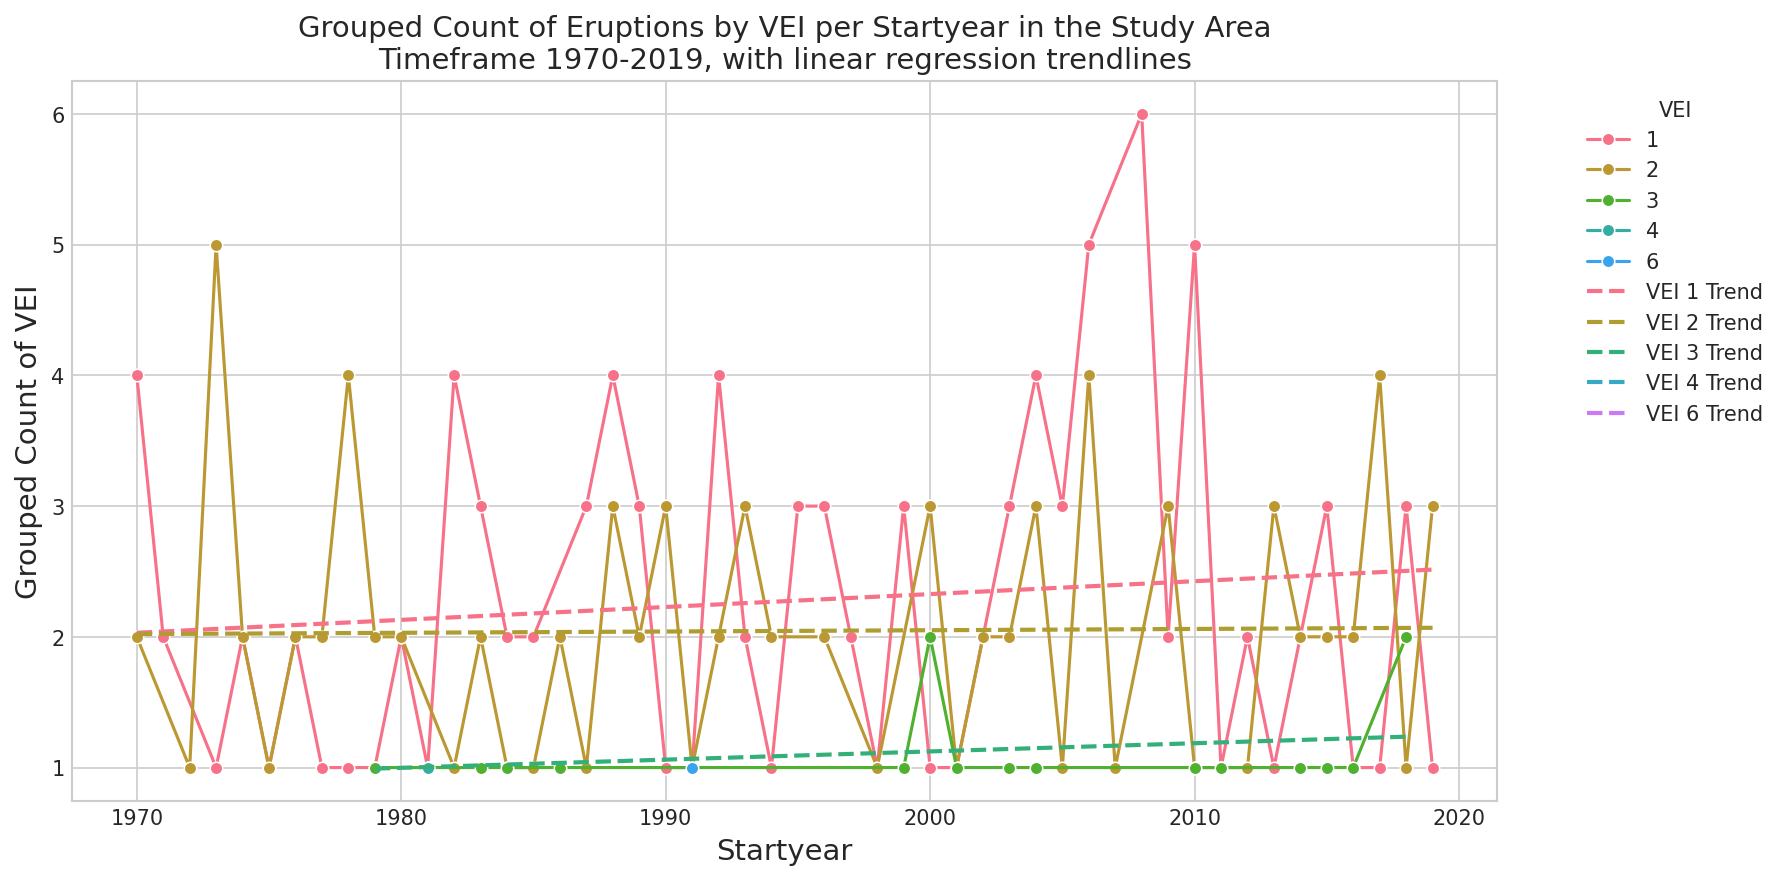 Grouped Count of Eruptions by VEI per Startyear in the Study Area
Timeframe 1970-2019, with linear regression trendlines
Grouped Count of VEI
6
5
4
3
2
1
1970
1980
1990
2000
2010
2020
Startyear
VEI
1
2
3
4
6
VEI 1 Trend
VEI 2 Trend
VEI 3 Trend
VEI 4 Trend
VEI 6 Trend